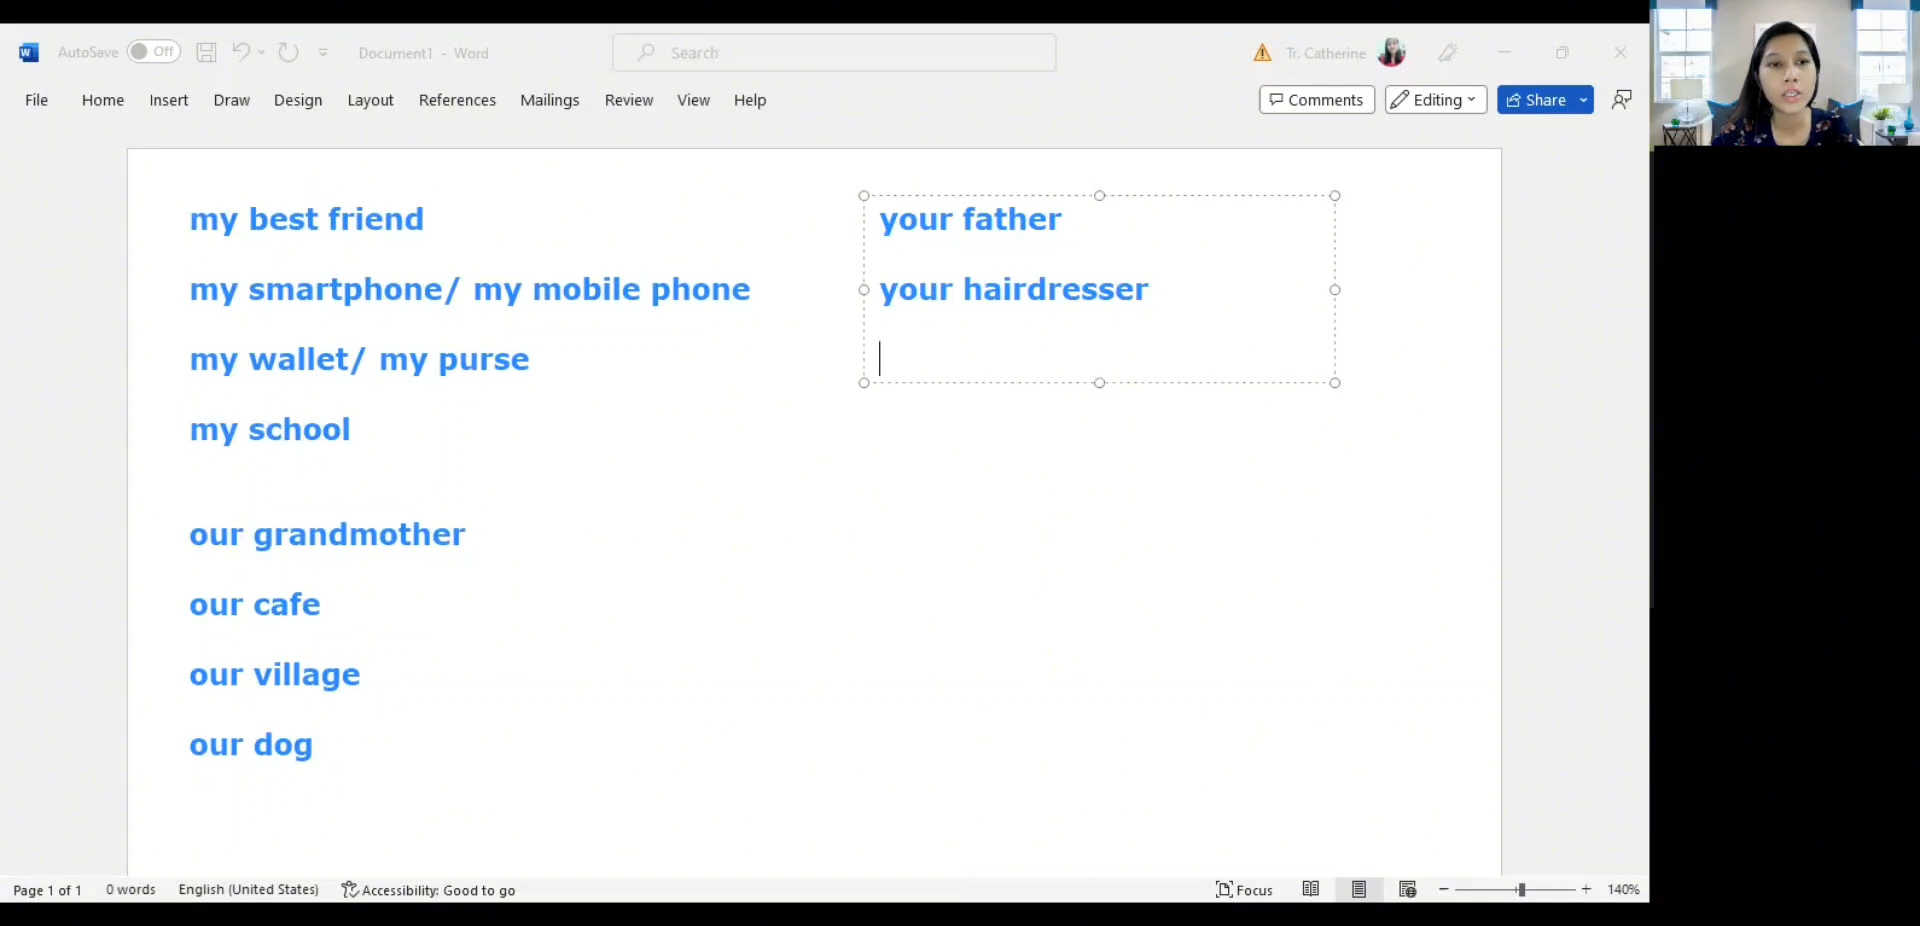 AutoSave Off Document1 - Word Search Tr. Catherine
File Home Insert Draw Design Layout References Mailings Review View Help Comments Editing Share
my best friend
my smartphone/ my mobile phone
my wallet/ my purse
my school
our grandmother
our cafe
our village
our dog
your father
your hairdresser
Page 1 of 1 0 words English (United States) Accessibility: Good to go Focus 140%